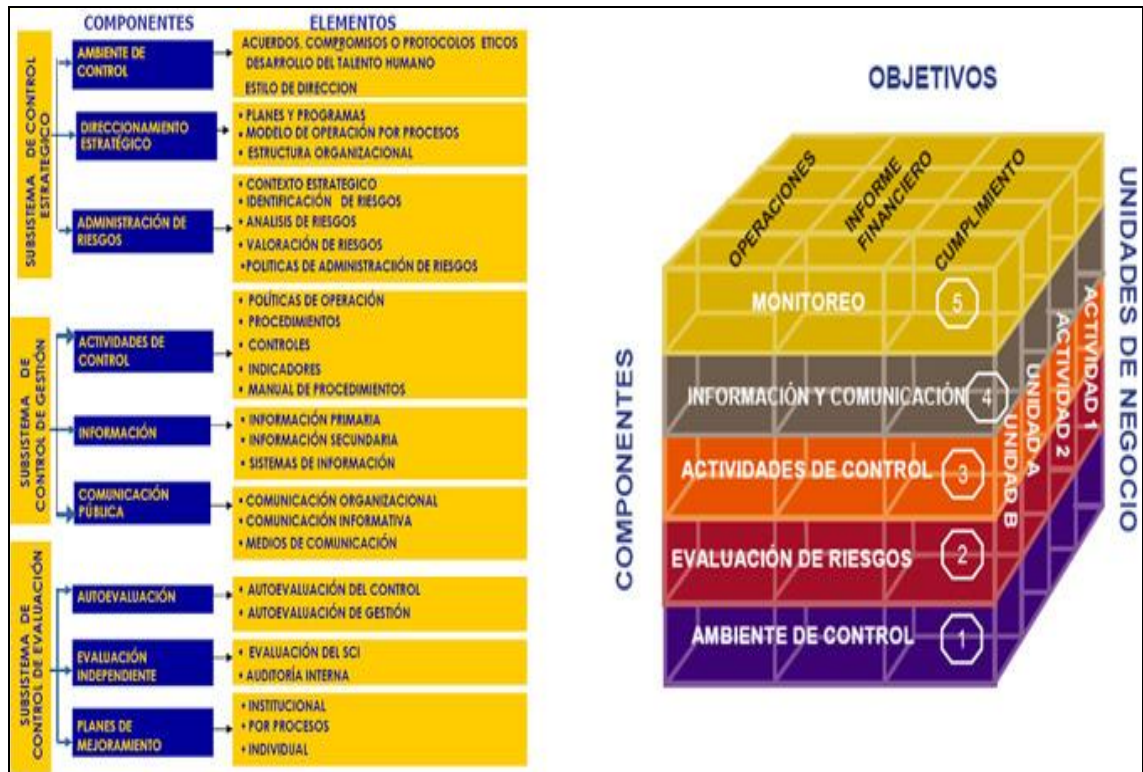 COMPONENTES
ELEMENTOS
SUBSISTEMA DE CONTROL
ESTRATEGICO
AMBIENTE DE
CONTROL
ACUERDOS, COMPROMISOS O PROTOCOLOS ETICOS
DESARROLLO DEL TALENTO HUMANO
ESTILO DE DIRECCION
DIRECCIONAMIENTO
ESTRATÉGICO
• PLANES Y PROGRAMAS
• MODELO DE OPERACIÓN POR PROCESOS
• ESTRUCTURA ORGANIZACIONAL
ADMINISTRACIÓN DE
RIESGOS
• CONTEXTO ESTRATEGICO
• IDENTIFICACIÓN DE RIESGOS
• ANALISIS DE RIESGOS
• VALORACIÓN DE RIESGOS
•POLITICAS DE ADMINISTRACIIÓN DE RIESGOS
SUBSISTEMA DE
CONTROL DE GESTIÓN
ACTIVIDADES DE
CONTROL
• POLÍTICAS DE OPERACIÓN
• PROCEDIMIENTOS
• CONTROLES
• INDICADORES
• MANUAL DE PROCEDIMIENTOS
INFORMACIÓN
• INFORMACIÓN PRIMARIA
• INFORMACIÓN SECUNDARIA
• SISTEMAS DE INFORMACIÓN
COMUNICACIÓN
PÚBLICA
• COMUNICACIÓN ORGANIZACIONAL
• COMUNICACIÓN INFORMATIVA
• MEDIOS DE COMUNICACIÓN
SUBSISTEMA DE
CONTROL DE EVALUACIÓN
AUTOEVALUACIÓN
• AUTOEVALUACIÓN DEL CONTROL
• AUTOEVALUACIÓN DE GESTIÓN
EVALUACIÓN
INDEPENDIENTE
• EVALUACIÓN DEL SCI
• AUDITORÍA INTERNA
PLANES DE
MEJORAMIENTO
• INSTITUCIONAL
• POR PROCESOS
• INDIVIDUAL
OBJETIVOS
OPERACIONES
INFORME
FINANCIERO
CUMPLIMIENTO
COMPONENTES
MONITOREO 5
INFORMACIÓN Y COMUNICACIÓN 4
ACTIVIDADES DE CONTROL 3
EVALUACIÓN DE RIESGOS 2
AMBIENTE DE CONTROL 1
UNIDAD B
UNIDAD A
ACTIVIDAD 2
ACTIVIDAD 1
UNIDADES DE NEGOCIO